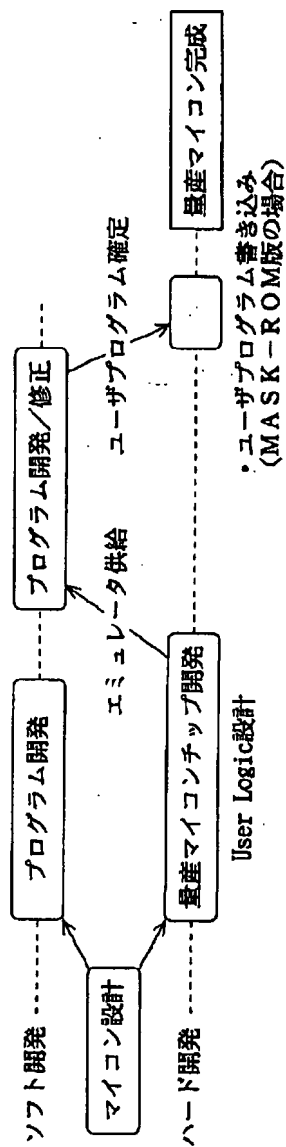 ソフト開発
プログラム開発
プログラム開発/修正
マイコン設計
エミュレータ供給
ユーザプログラム確定
ハード開発
量産マイコンチップ開発
量産マイコン完成
User Logic設計
・ユーザプログラム書き込み
(MASK-ROM版の場合)